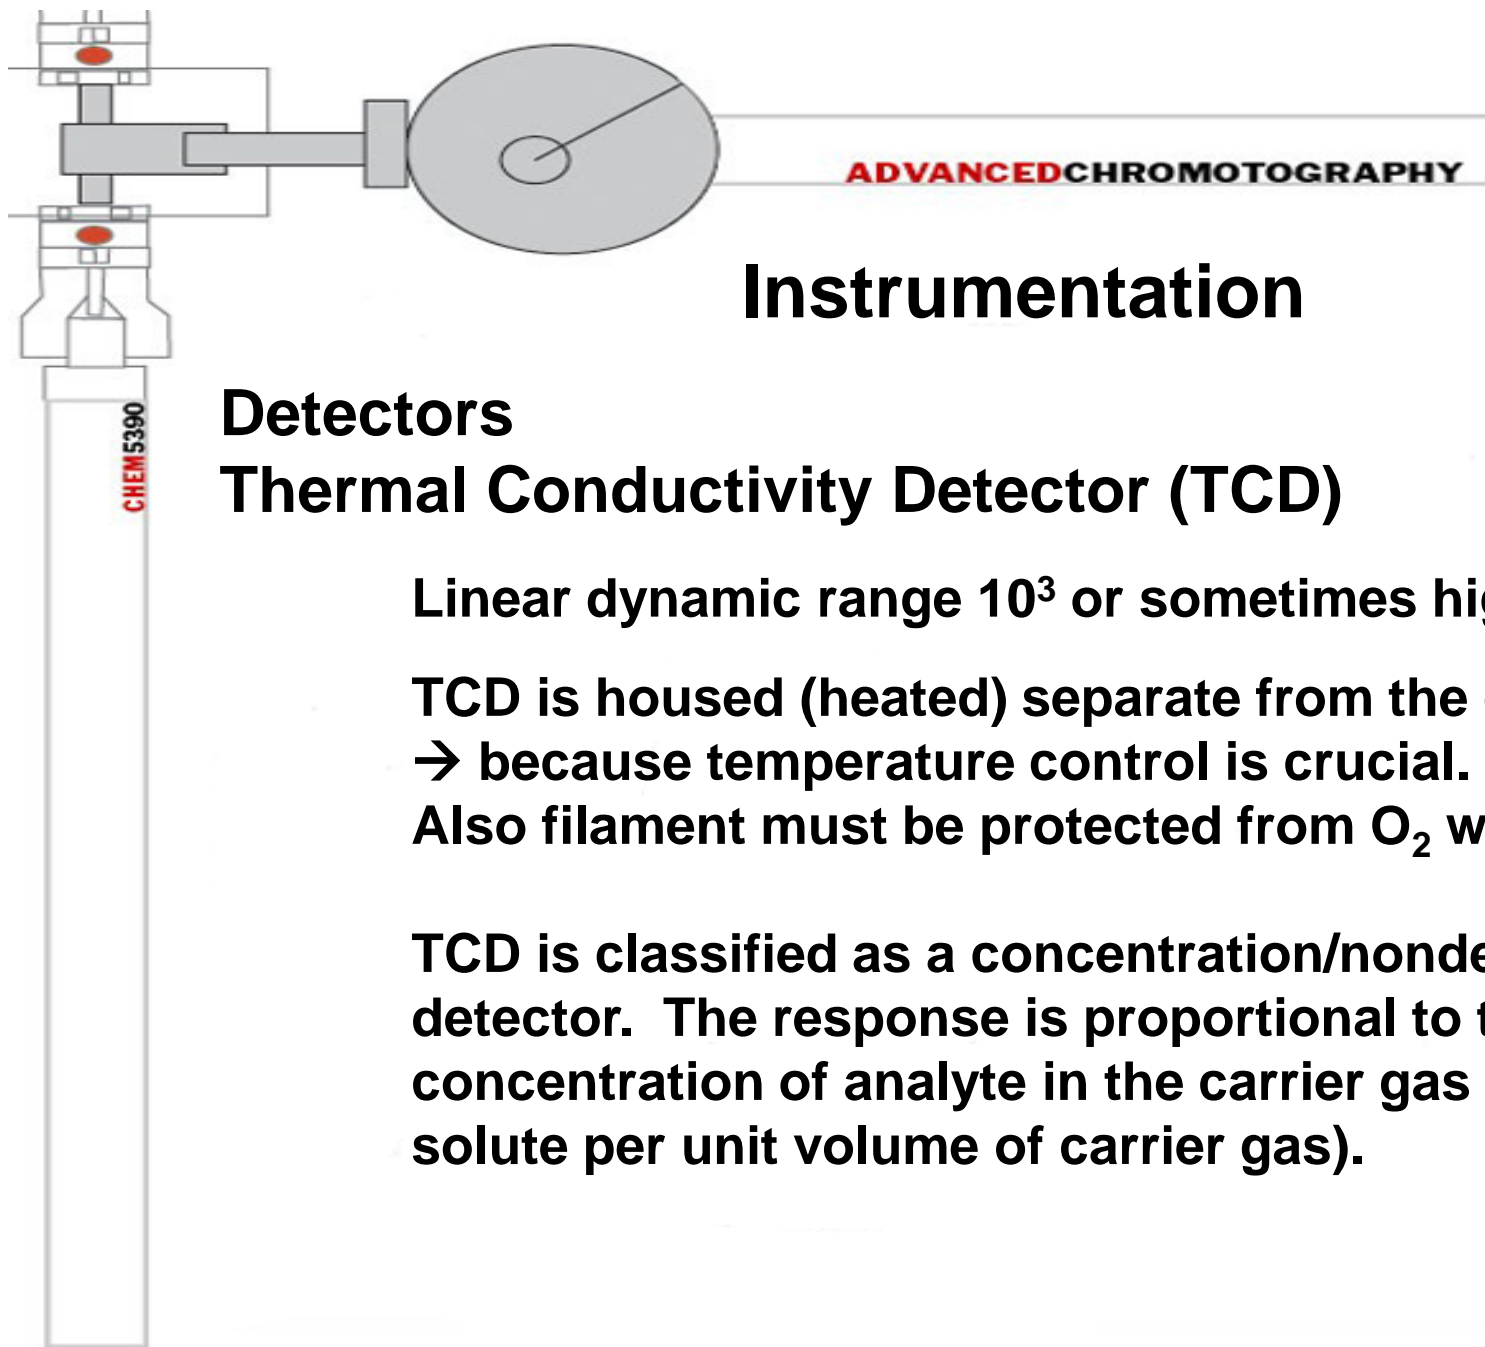 ADVANCEDCHROMOTOGRAPHY
Instrumentation
CHEM5390
Detectors
Thermal Conductivity Detector (TCD)
Linear dynamic range 10³ or sometimes
TCD is housed (heated) separate from the
→ because temperature control is crucial.
Also filament must be protected from O₂
TCD is classified as a
detector. The response is proportional to
concentration of analyte in the carrier gas
solute per unit volume of carrier gas).